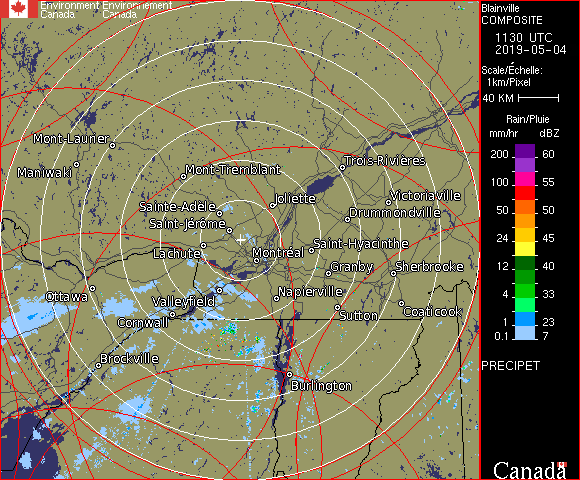 Environment Environnement
Canada Canada
Blainville
COMPOSITE
1130 UTC
2019-05-04
Scale/Échelle:
1km/Pixel
40 KM
Rain/Pluie
mm/hr dBZ
200 60
100 55
50 50
24 45
12 40
4 33
1 23
0.1 7
PRECIPET
Canada
Mont-Laurier
Maniwaki
Mont-Tremblant
Trois-Rivières
Joliette
Victoriaville
Sainte-Adèle
Drummondville
Saint-Jérôme
Saint-Hyacinthe
Lachute
Montréal
Granby
Sherbrooke
Ottawa
Valleyfield
Napierville
Cornwall
Sutton
Coaticook
Brockville
Burlington